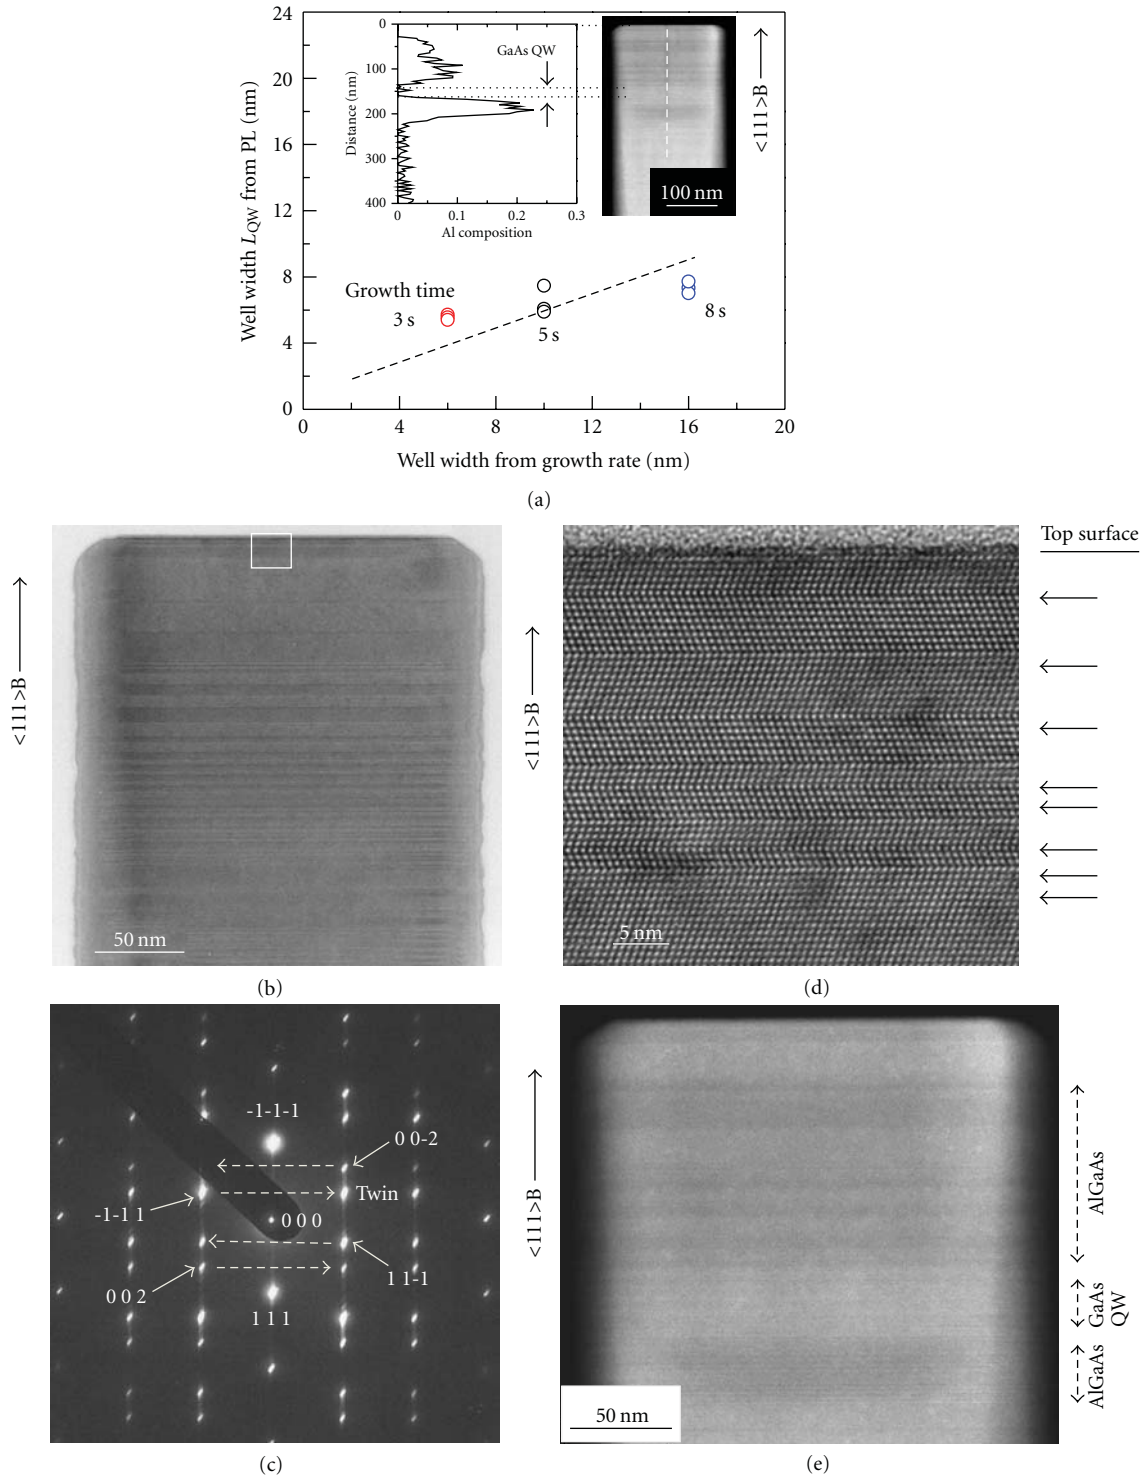 24
20
16
12
8
4
0
Well width LQW from PL (nm)
0
4
8
12
16
20
Well width from growth rate (nm)
Growth time
3 s
5 s
8 s
0
100
200
300
400
Distance (nm)
0
0.1
0.2
0.3
Al composition
GaAs QW
100 nm
<111>B
(a)
<111>B
50 nm
(b)
<111>B
5 nm
Top surface
(d)
-1-1-1
0 0-2
Twin
-1-1 1
0 0 0
0 0 2
1 1-1
1 1 1
(c)
<111>B
50 nm
AlGaAs
GaAs
QW
AlGaAs
(e)